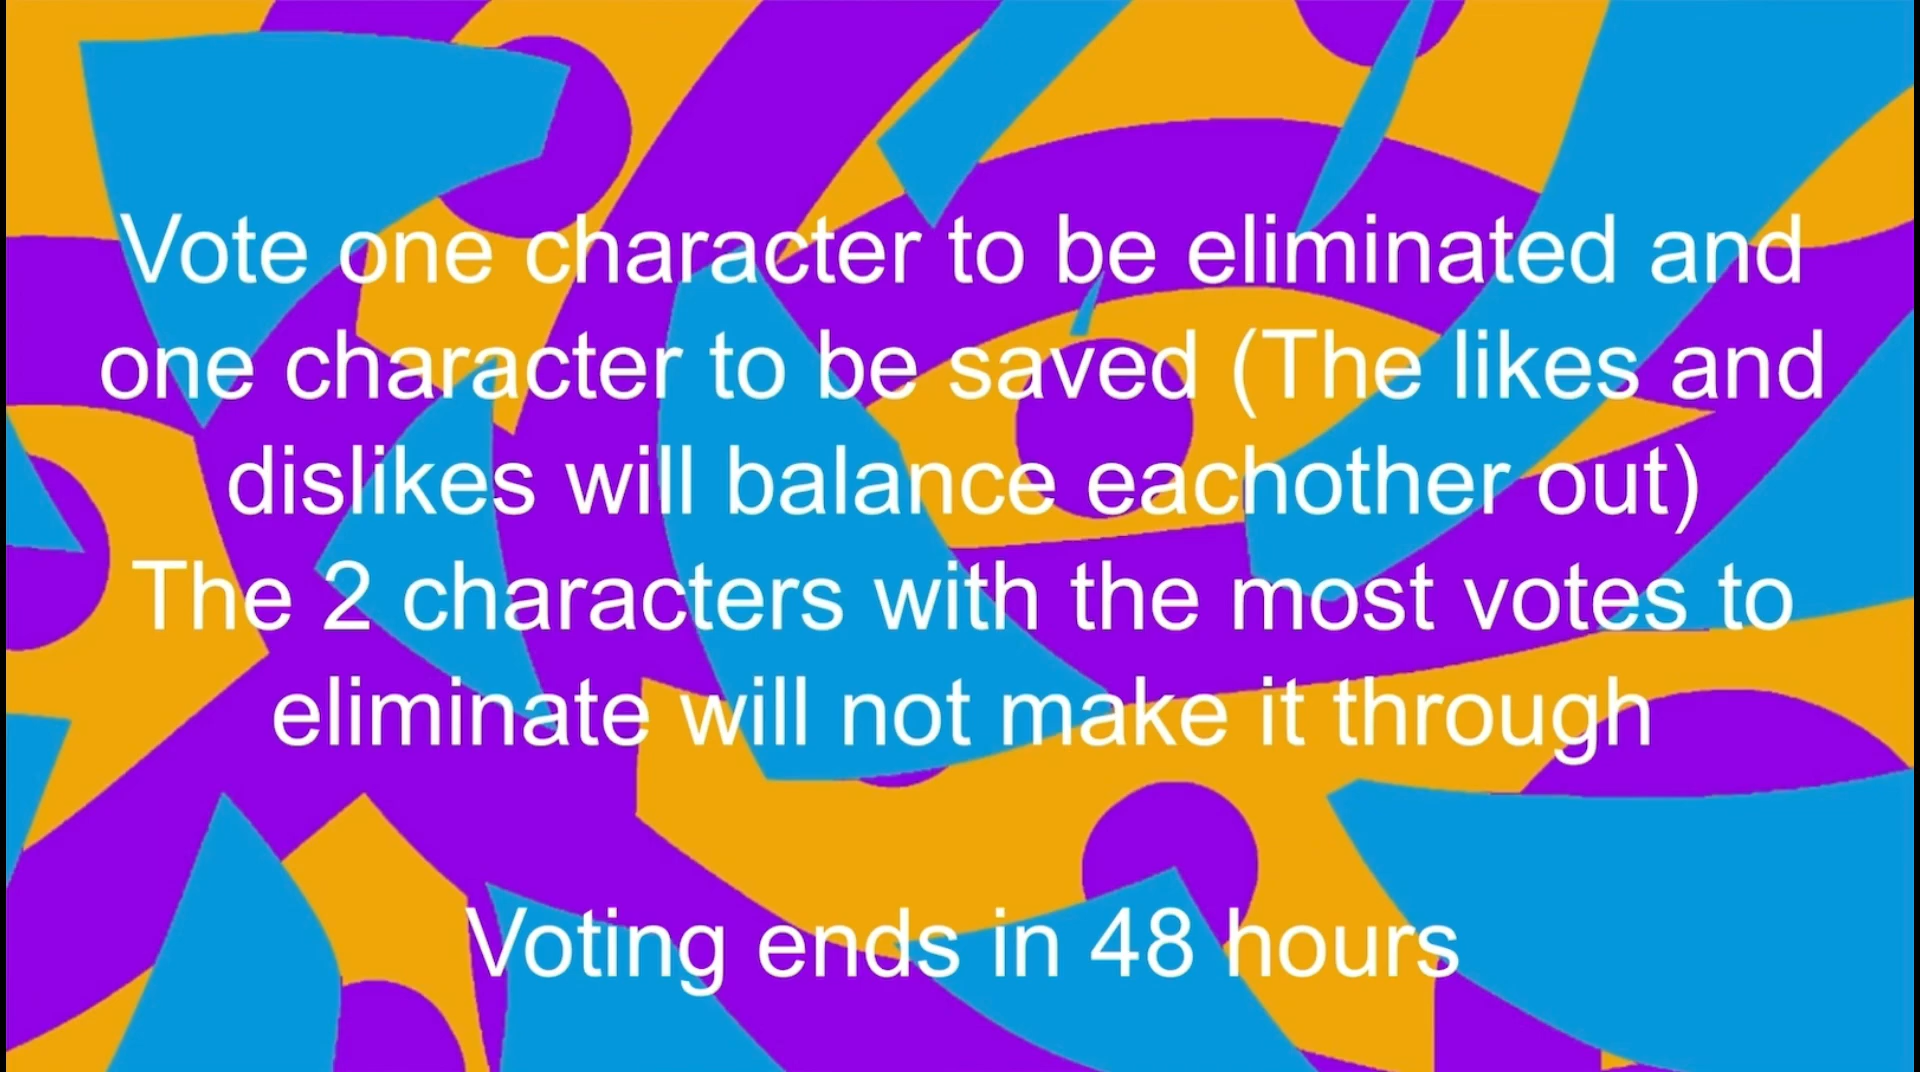 Vote one character to be eliminated and
one character to be saved (The likes and
dislikes will balance eachother out)
The 2 characters with the most votes to
eliminate will not make it through
Voting ends in 48 hours